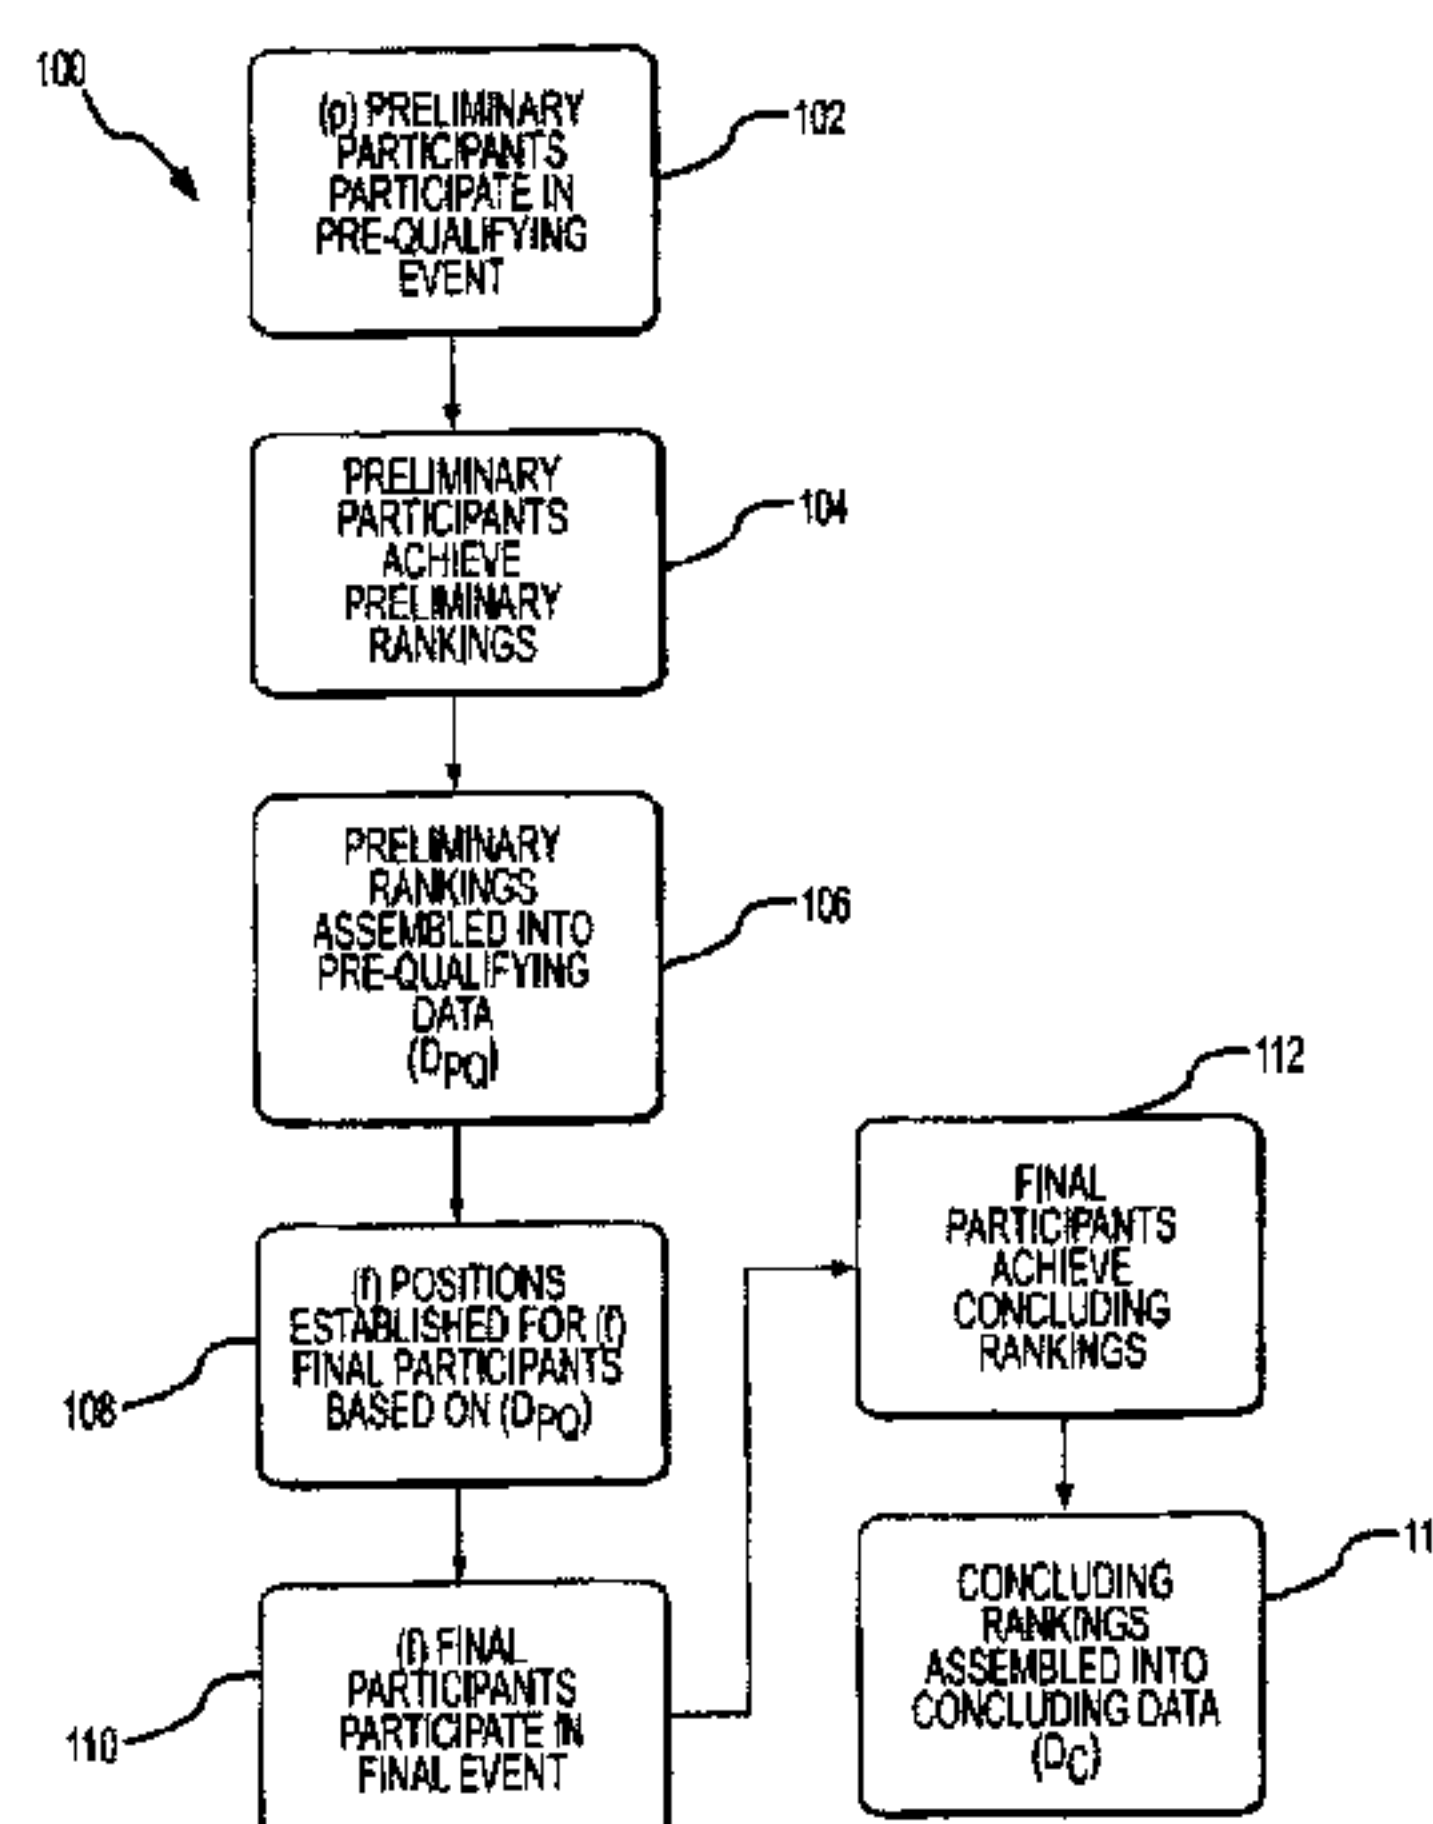 100
(p) PRELIMINARY
PARTICIPANTS
PARTICIPATE IN
PRE-QUALIFYING
EVENT
102
PRELIMINARY
PARTICIPANTS
ACHIEVE
PRELIMINARY
RANKINGS
104
PRELIMINARY
RANKINGS
ASSEMBLED INTO
PRE-QUALIFYING
DATA
(DPQ)
106
(f) POSITIONS
ESTABLISHED FOR (f)
FINAL PARTICIPANTS
BASED ON (DPQ)
108
(f) FINAL
PARTICIPANTS
PARTICIPATE IN
FINAL EVENT
110
112
FINAL
PARTICIPANTS
ACHIEVE
CONCLUDING
RANKINGS
CONCLUDING
RANKINGS
ASSEMBLED INTO
CONCLUDING DATA
(DC)
11